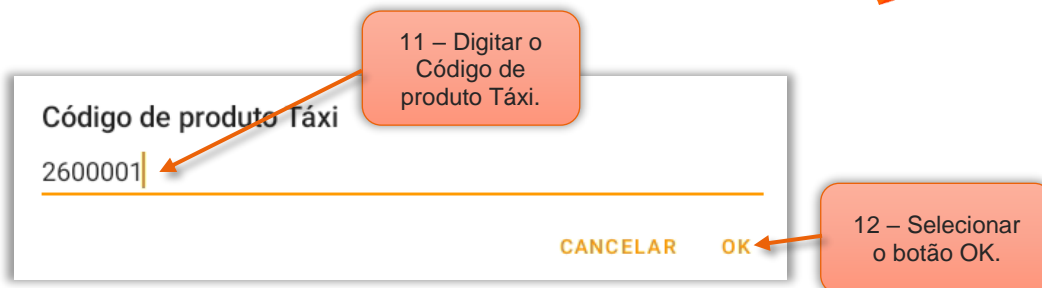 11 – Digitar o
Código de
produto Táxi.
Código de produto Táxi
2600001
CANCELAR OK
12 – Selecionar
o botão OK.